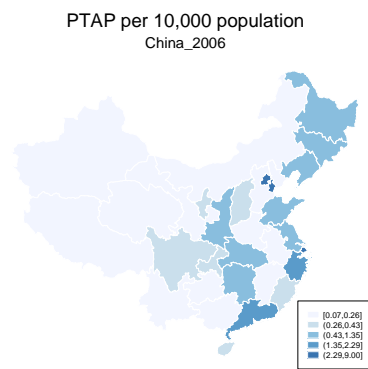 PTAP per 10,000 population
China_2006
[0.07,0.26]
(0.26,0.43]
(0.43,1.35]
(1.35,2.29]
(2.29,9.00]